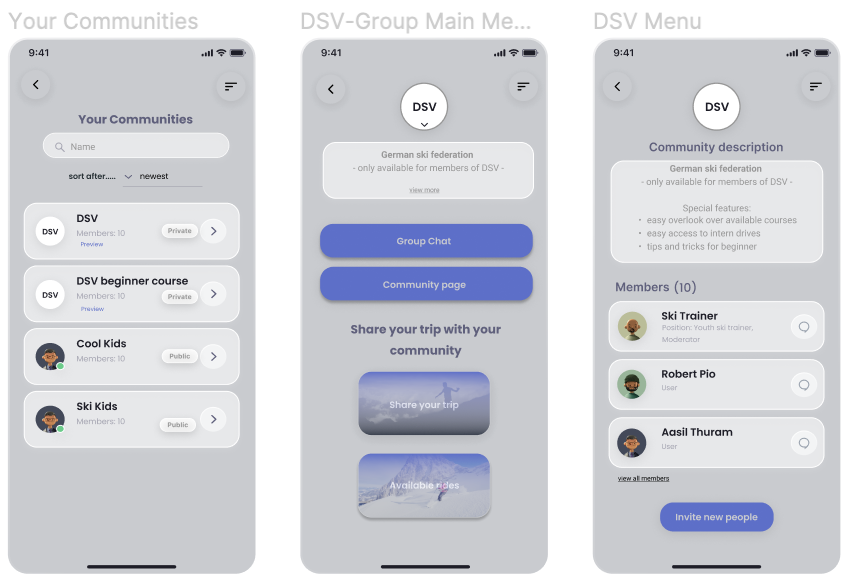 Your Communities
9:41
Your Communities
Name
sort after.....
newest
DSV
DSV
Members: 10
Preview
Private
DSV
DSV beginner course
Members: 10
Preview
Private
Cool Kids
Members: 10
Public
Ski Kids
Members: 10
Public
DSV-Group Main Me...
9:41
DSV
German ski federation
- only available for members of DSV -
view more
Group Chat
Community page
Share your trip with your
community
Share your trip
Available rides
DSV Menu
9:41
DSV
Community description
German ski federation
- only available for members of DSV -
Special features:
• easy overlook over available courses
• easy access to intern drives
• tips and tricks for beginner
Members (10)
Ski Trainer
Position: Youth ski trainer,
Moderator
Robert Pio
User
Aasil Thuram
User
view all members
Invite new people